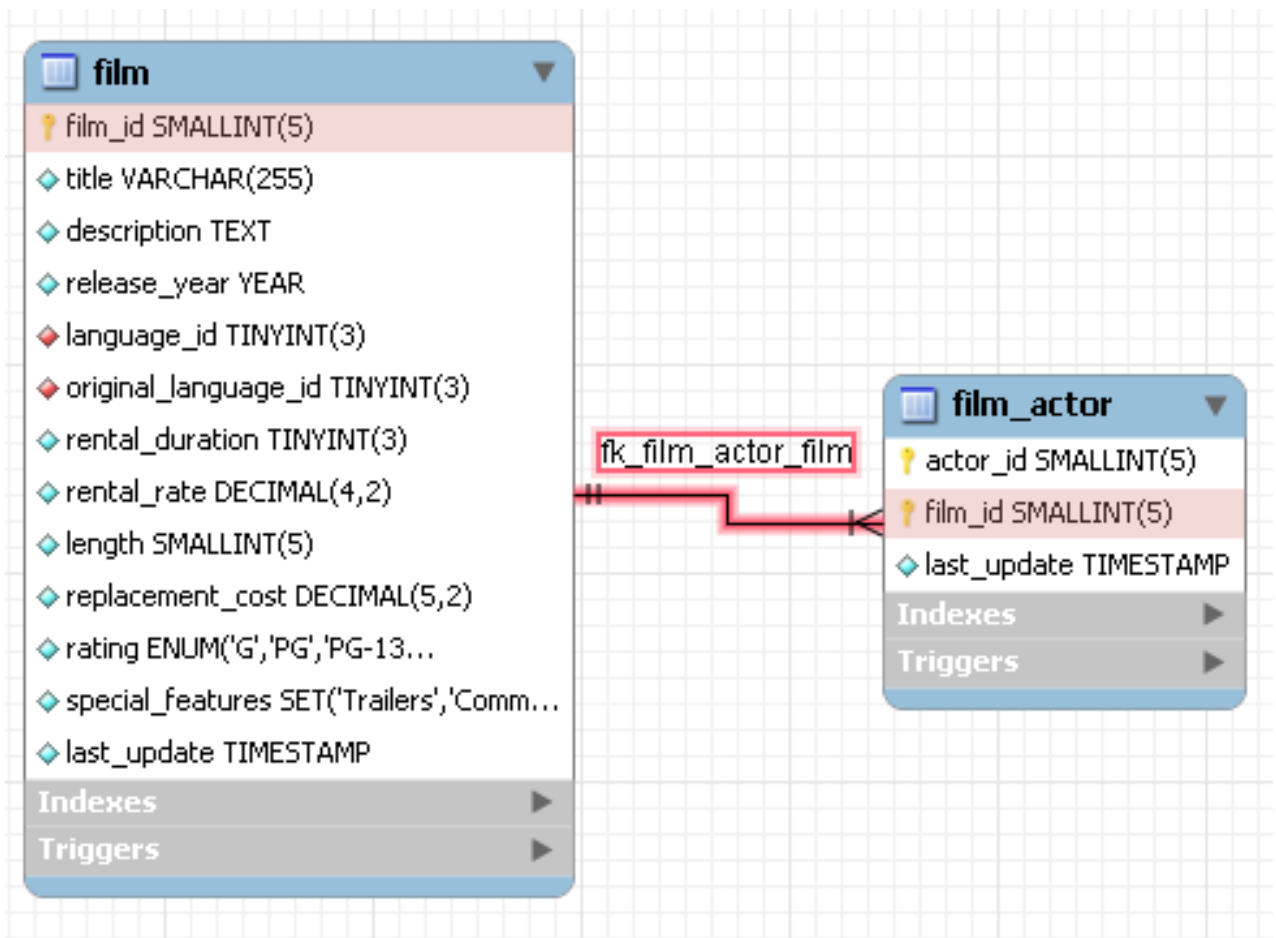 film
film_id SMALLINT(5)
title VARCHAR(255)
description TEXT
release_year YEAR
language_id TINYINT(3)
original_language_id TINYINT(3)
rental_duration TINYINT(3)
rental_rate DECIMAL(4,2)
length SMALLINT(5)
replacement_cost DECIMAL(5,2)
rating ENUM('G','PG','PG-13...
special_features SET('Trailers','Comm...
last_update TIMESTAMP
Indexes
Triggers
fk_film_actor_film
film_actor
actor_id SMALLINT(5)
film_id SMALLINT(5)
last_update TIMESTAMP
Indexes
Triggers